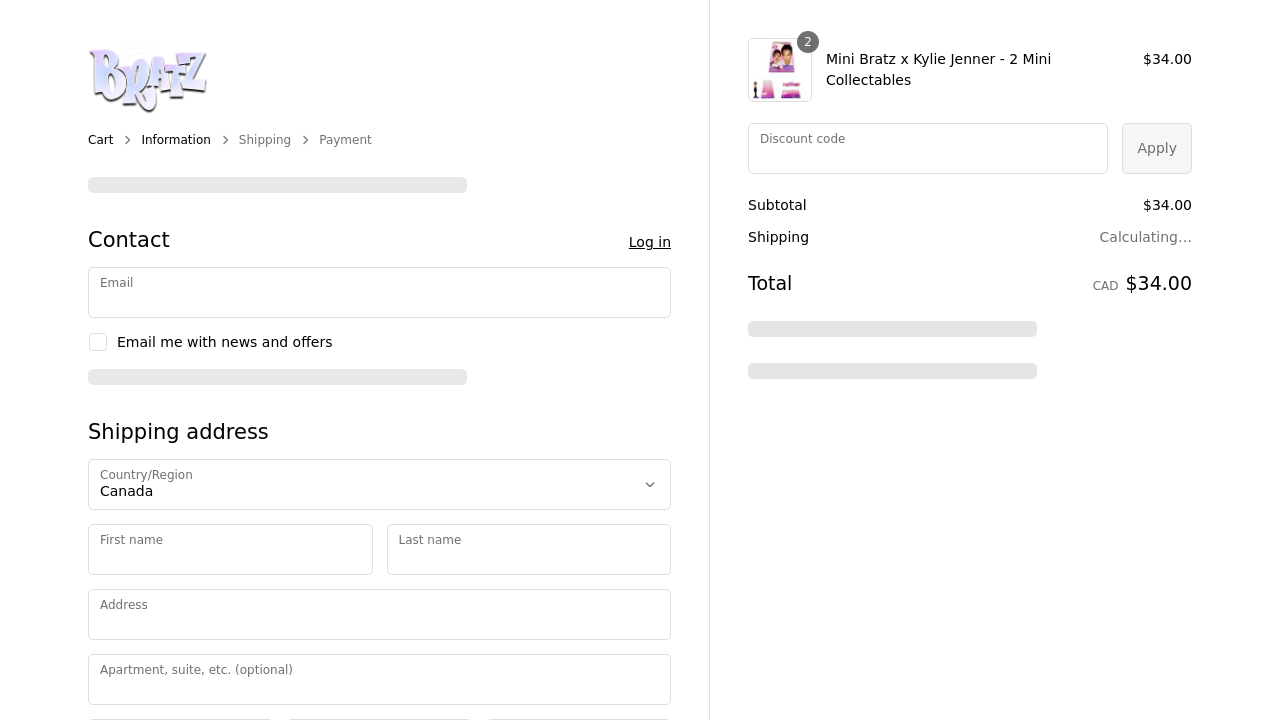 BRATZ
Cart > Information > Shipping > Payment
Contact
Log in
Email
Email me with news and offers
Shipping address
Country/Region
Canada
First name
Last name
Address
Apartment, suite, etc. (optional)
2
Mini Bratz x Kylie Jenner - 2 Mini
Collectables
$34.00
Discount code
Apply
Subtotal
$34.00
Shipping
Calculating...
Total
CAD $34.00